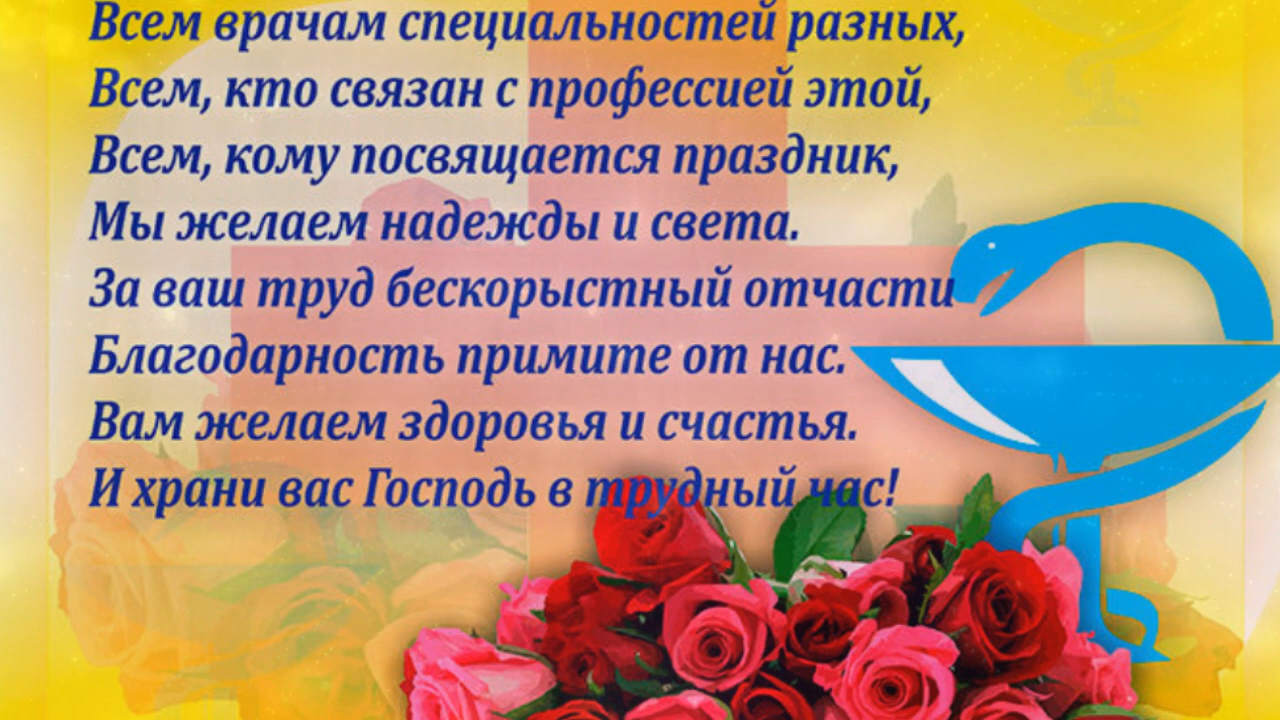 Всем врачам специальностей разных,
Всем, кто связан с профессией этой,
Всем, кому посвящается праздник,
Мы желаем надежды и света.
За ваш труд бескорыстный отчасти
Благодарность примите от нас.
Вам желаем здоровья и счастья.
И храни вас Господь в трудный час!